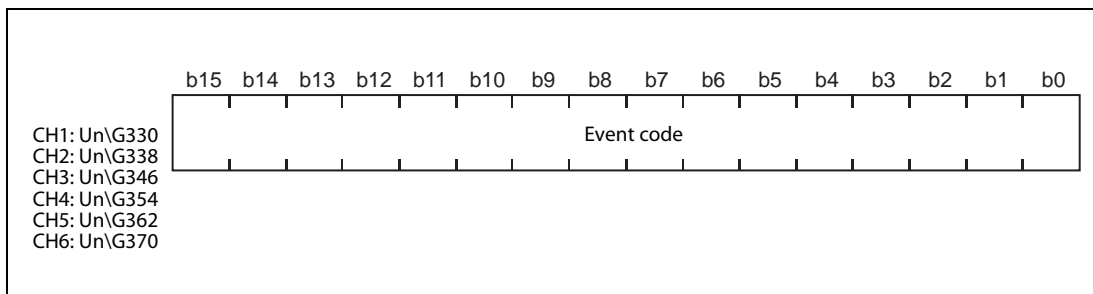 b15 b14 b13 b12 b11 b10 b9 b8 b7 b6 b5 b4 b3 b2 b1 b0
Event code
CH1: Un\G330
CH2: Un\G338
CH3: Un\G346
CH4: Un\G354
CH5: Un\G362
CH6: Un\G370